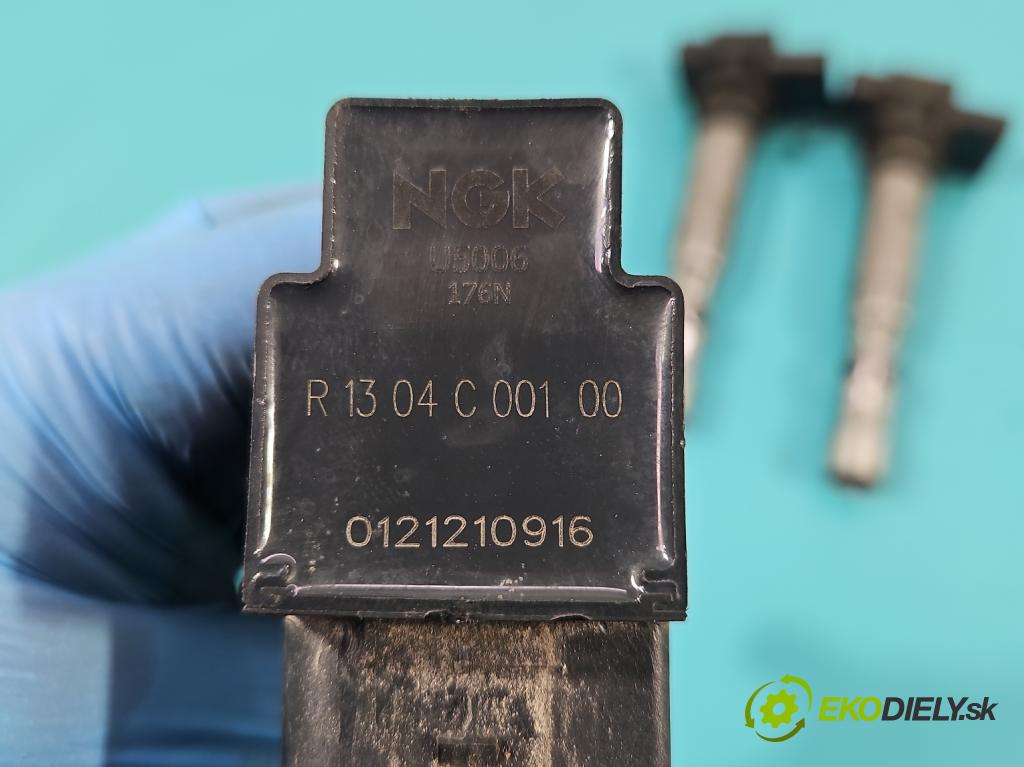 NGK
U5006
176N
R 13 04 C 001 00
0121210916
EKODIELY.sk